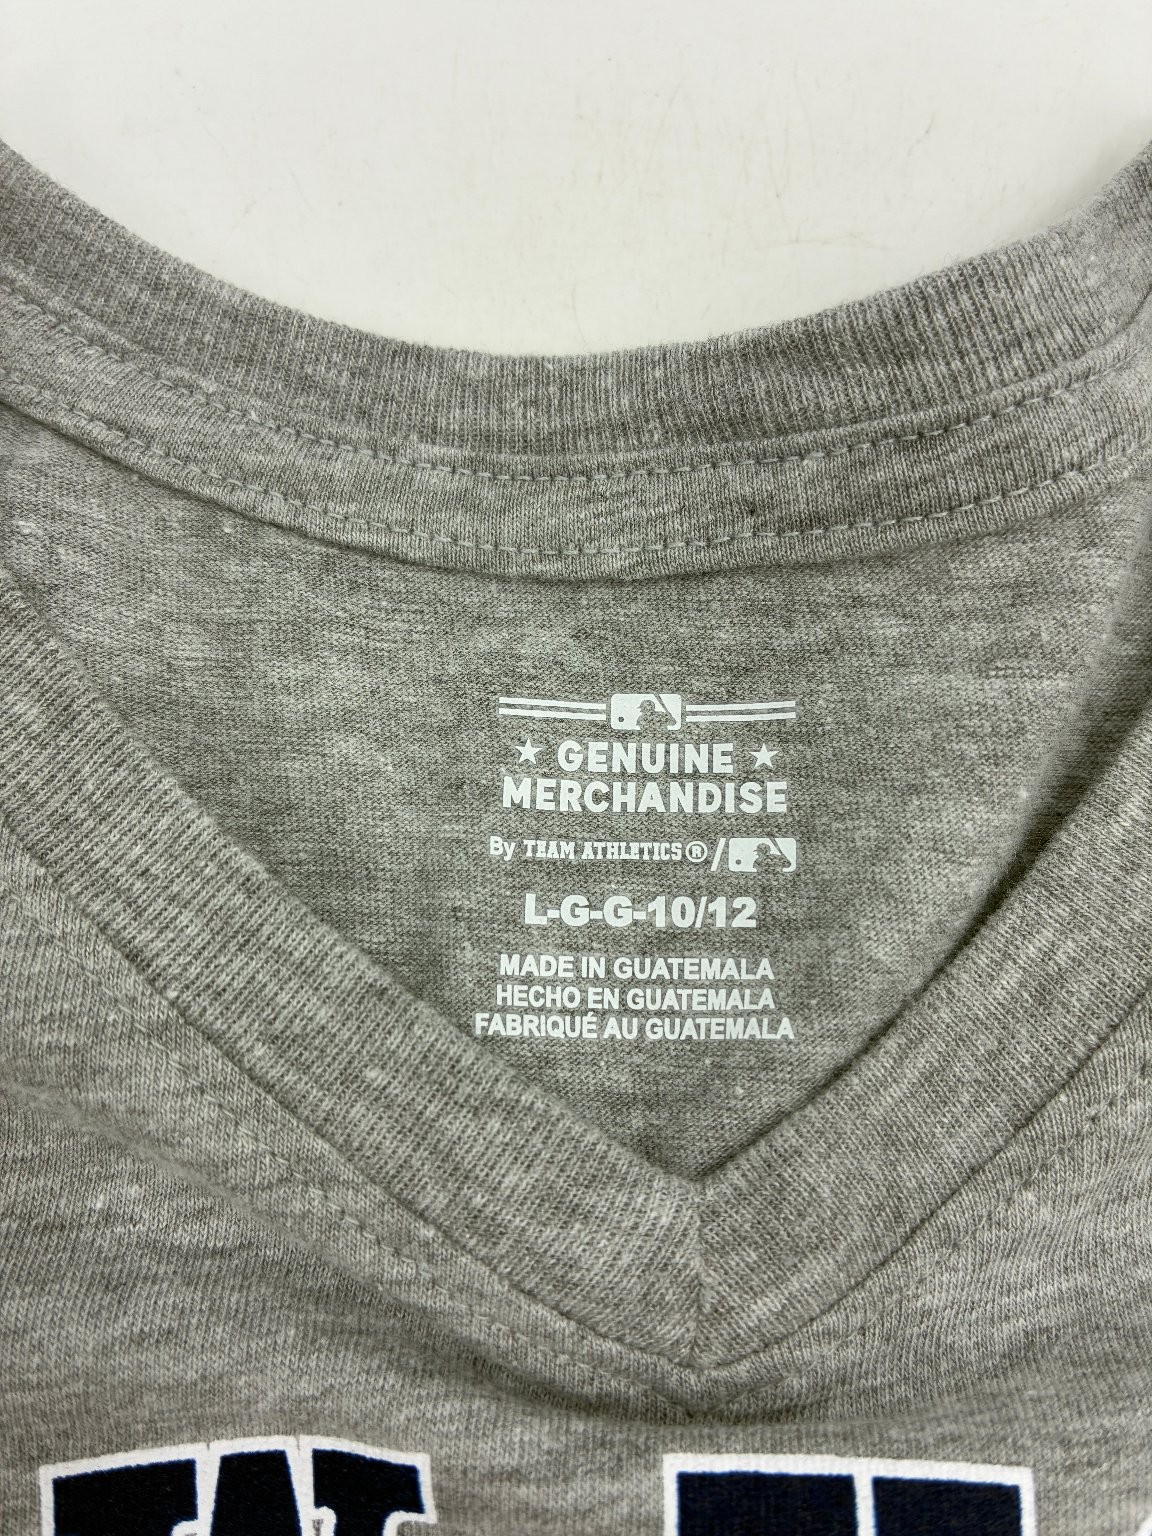 GENUINE
MERCHANDISE
By TEAM ATHLETICS® /
L-G-G-10/12
MADE IN GUATEMALA
HECHO EN GUATEMALA
FABRIQUÉ AU GUATEMALA